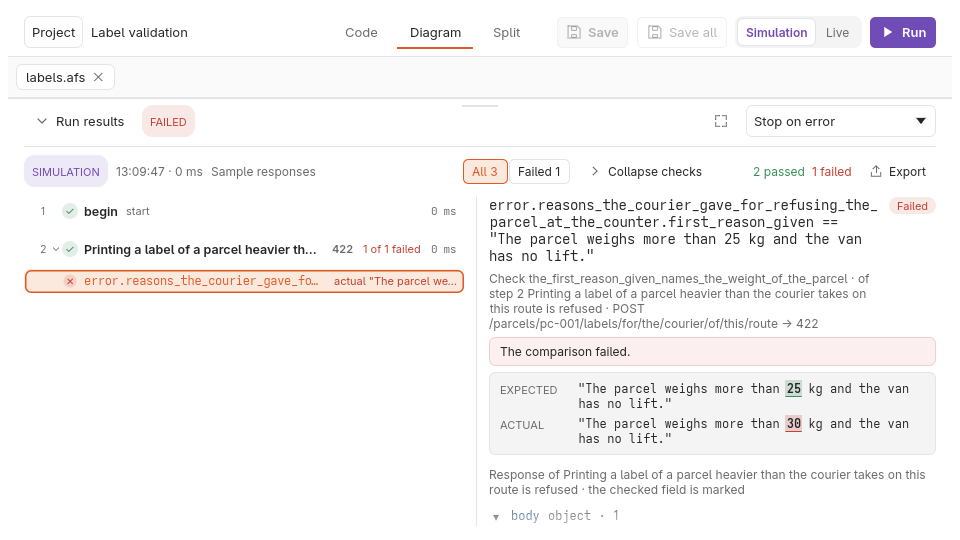 Project
Label validation
Code
Diagram
Split
Save
Save all
Simulation
Live
Run
labels.afs
Run results
FAILED
Stop on error
SIMULATION
13:09:47 · 0 ms
Sample responses
All 3
Failed 1
Collapse checks
2 passed
1 failed
Export
1
begin
start
0 ms
2
Printing a label of a parcel heavier th...
422
1 of 1 failed
0 ms
error.reasons_the_courier_gave_fo...
actual "The parcel we...
error.reasons_the_courier_gave_for_refusing_the_
parcel_at_the_counter.first_reason_given ==
"The parcel weighs more than 25 kg and the van
has no lift."
Failed
Check the_first_reason_given_names_the_weight_of_the_parcel · of
step 2 Printing a label of a parcel heavier than the courier takes on
this route is refused · POST
/parcels/pc-001/labels/for/the/courier/of/this/route → 422
The comparison failed.
EXPECTED
"The parcel weighs more than 25 kg and the van
has no lift."
ACTUAL
"The parcel weighs more than 30 kg and the van
has no lift."
Response of Printing a label of a parcel heavier than the courier takes on this
route is refused · the checked field is marked
body object · 1